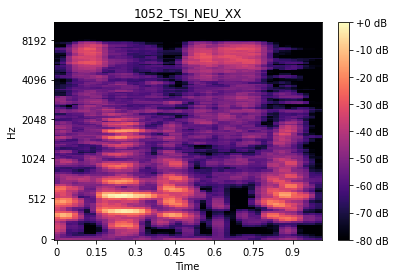 1052_TSI_NEU_XX
8192
4096
2048
1024
512
0
Hz
0
0.15
0.3
0.45
0.6
0.75
0.9
Time
+0 dB
-10 dB
-20 dB
-30 dB
-40 dB
-50 dB
-60 dB
-70 dB
-80 dB